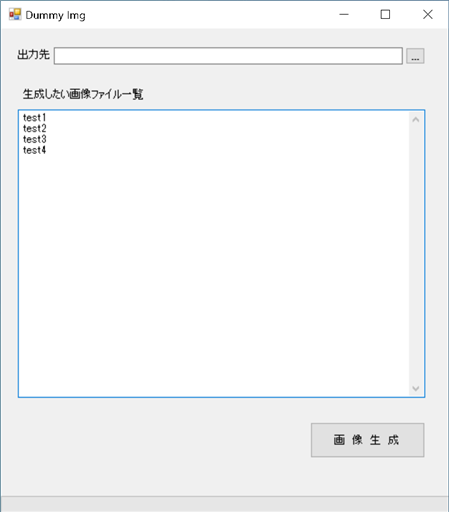 Dummy Img
出力先
...
生成したい画像ファイル一覧
test1
test2
test3
test4
画 像 生 成